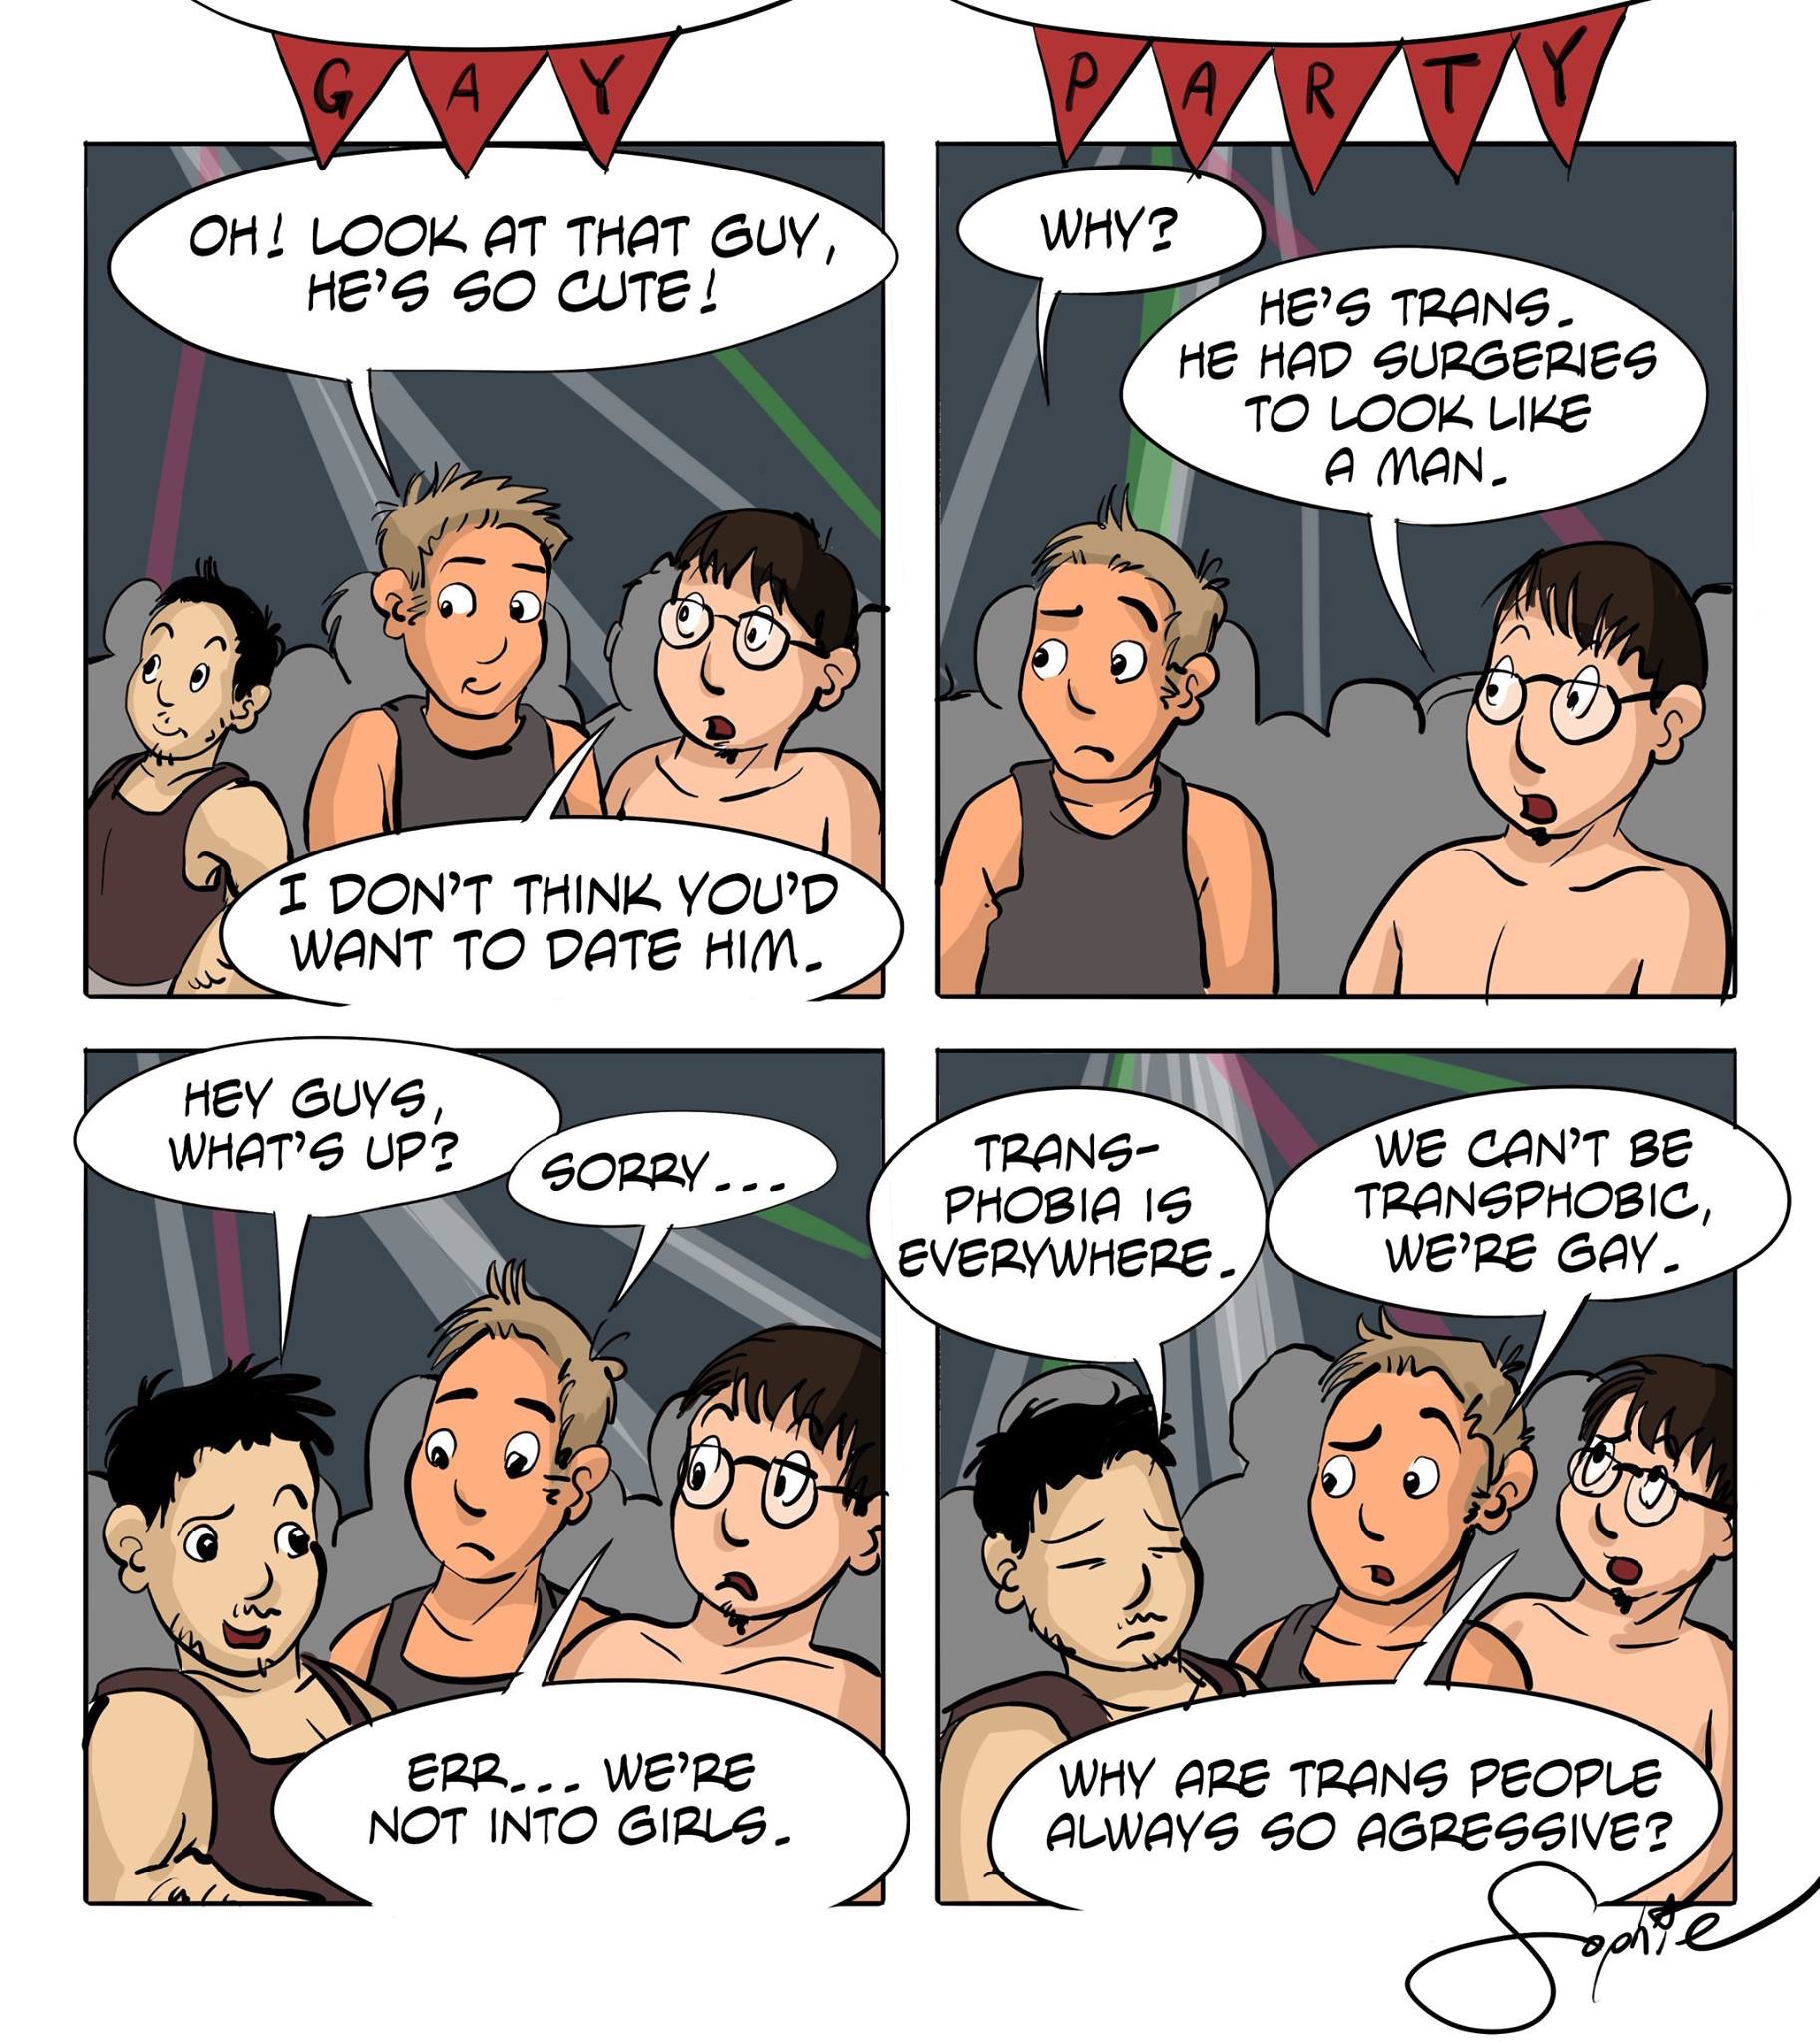 GAY PARTY
OH! LOOK AT THAT GUY,
HE'S SO CUTE!
I DON'T THINK YOU'D
WANT TO DATE HIM.
WHY?
HE'S TRANS.
HE HAD SURGERIES
TO LOOK LIKE
A MAN.
HEY GUYS,
WHAT'S UP?
SORRY...
ERR... WE'RE
NOT INTO GIRLS.
TRANS-
PHOBIA IS
EVERYWHERE.
WE CAN'T BE
TRANSPHOBIC,
WE'RE GAY.
WHY ARE TRANS PEOPLE
ALWAYS SO AGRESSIVE?
Sophie